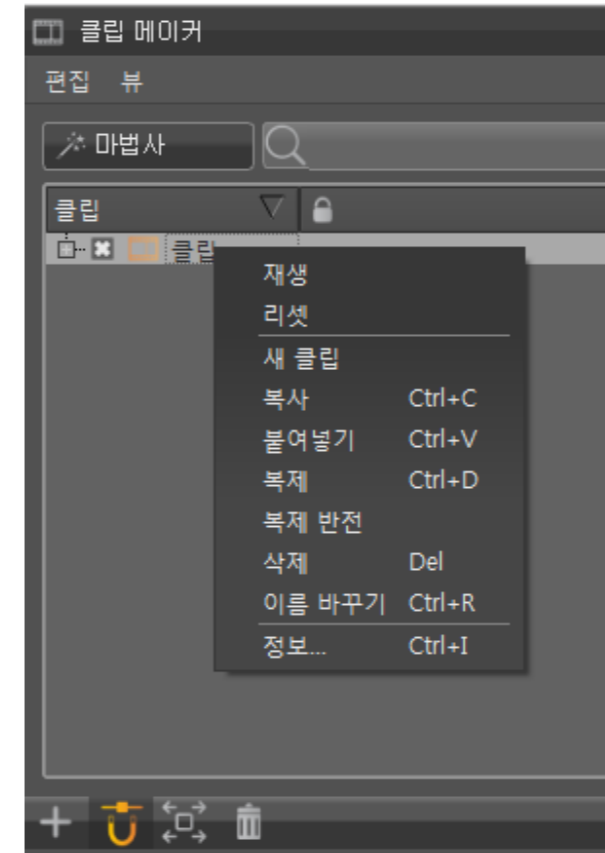 클립 메이커
편집 뷰
마법사
클립
클립
재생
리셋
새 클립
복사 Ctrl+C
붙여넣기 Ctrl+V
복제 Ctrl+D
복제 반전
삭제 Del
이름 바꾸기 Ctrl+R
정보... Ctrl+I